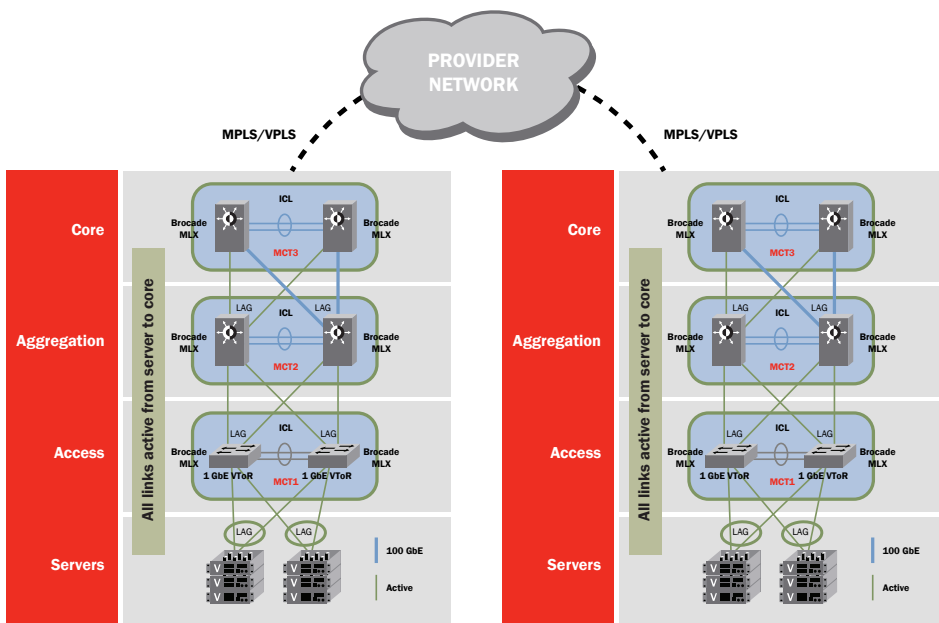 PROVIDER
NETWORK
MPLS/VPLS
MPLS/VPLS
Core
Aggregation
Access
Servers
All links active from server to core
ICL
Brocade
MLX
Brocade
MLX
MCT3
LAG
LAG
ICL
Brocade
MLX
Brocade
MLX
MCT2
LAG
LAG
ICL
Brocade
MLX
Brocade
MLX
1 GbE VToR
MCT1
1 GbE VToR
LAG
LAG
V
V
V
V
V
V
100 GbE
Active
Core
Aggregation
Access
Servers
All links active from server to core
ICL
Brocade
MLX
Brocade
MLX
MCT3
LAG
LAG
ICL
Brocade
MLX
Brocade
MLX
MCT2
LAG
LAG
ICL
Brocade
MLX
Brocade
MLX
1 GbE VToR
MCT1
1 GbE VToR
LAG
LAG
V
V
V
V
V
V
100 GbE
Active